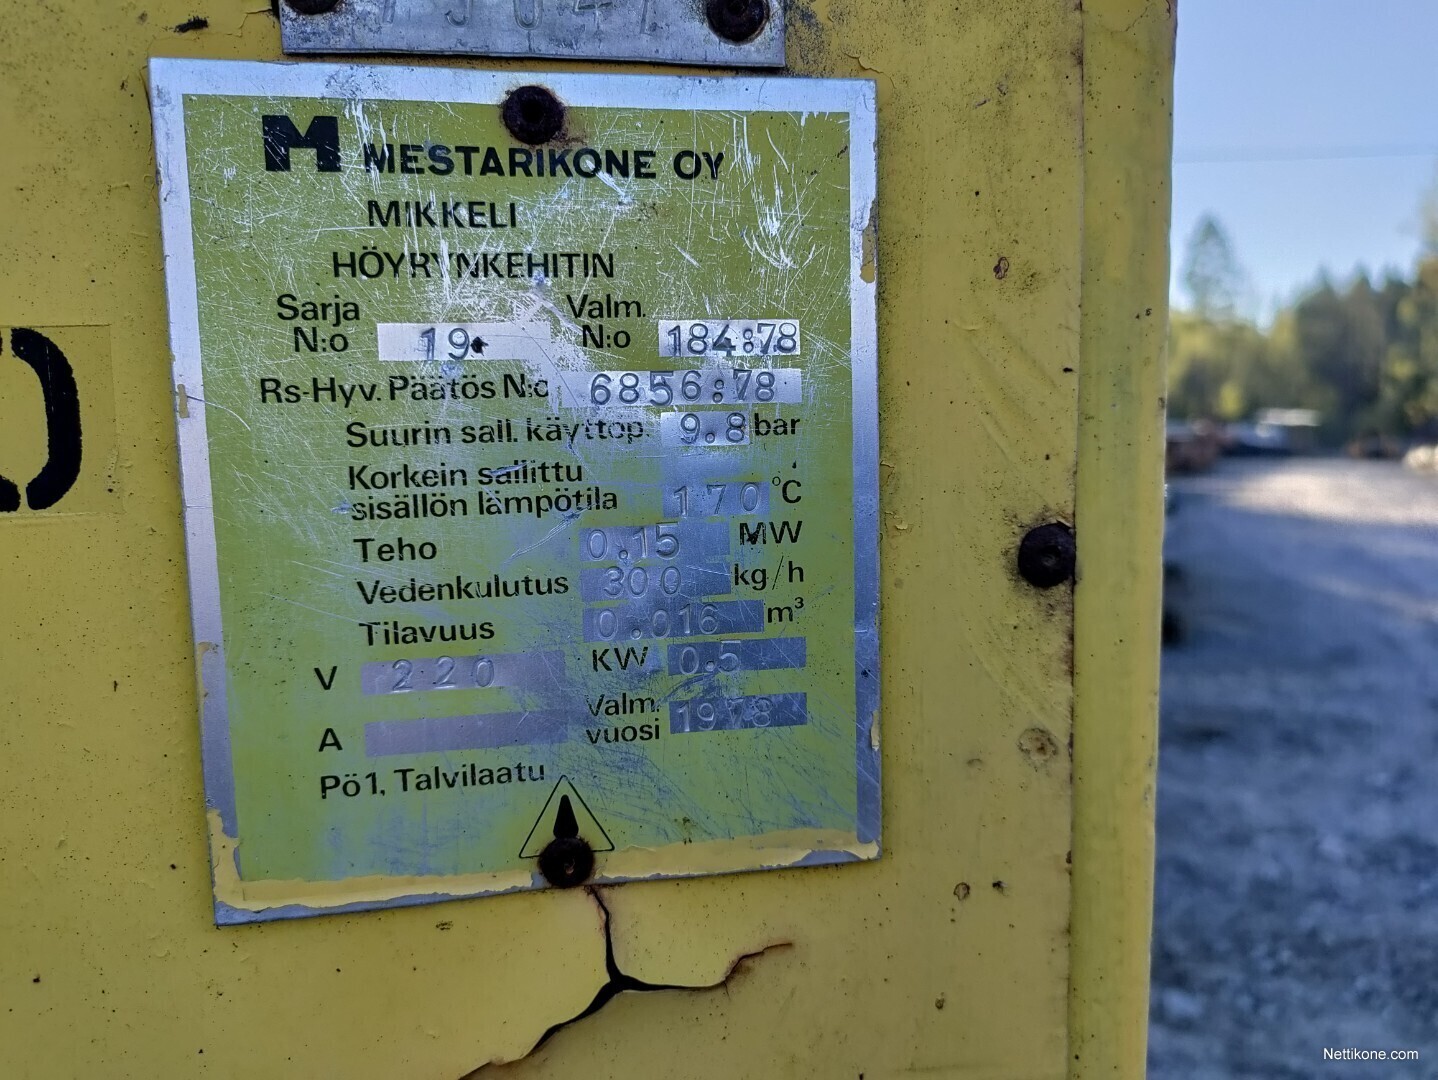 M MESTARIKONE OY
MIKKELI
HÖYRYNKEHITIN
Sarja N:o 19 Valm. N:o 184:78
Rs-Hyv. Päätös N:o 6856:78
Suurin sall. käyttöp. 9.8 bar
Korkein sallittu
sisällön lämpötila 170 °C
Teho 0.15 MW
Vedenkulutus 300 kg/h
Tilavuus 0.016 m³
V 220 KW 0.5
A Valm. vuosi 1978
Pö1, Talvilaatu
Nettikone.com